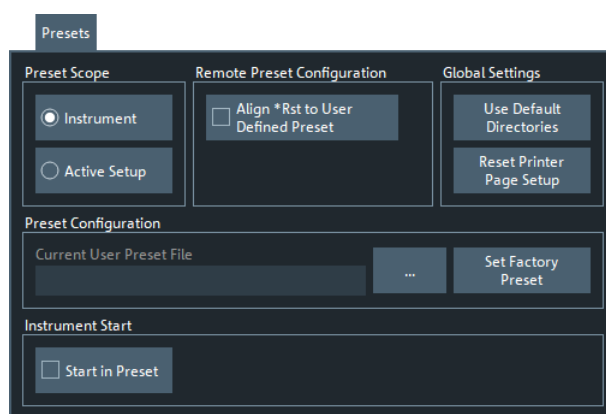 Presets
Preset Scope
Remote Preset Configuration
Global Settings
Instrument
Align *Rst to User
Defined Preset
Use Default
Directories
Active Setup
Reset Printer
Page Setup
Preset Configuration
Current User Preset File
...
Set Factory
Preset
Instrument Start
Start in Preset